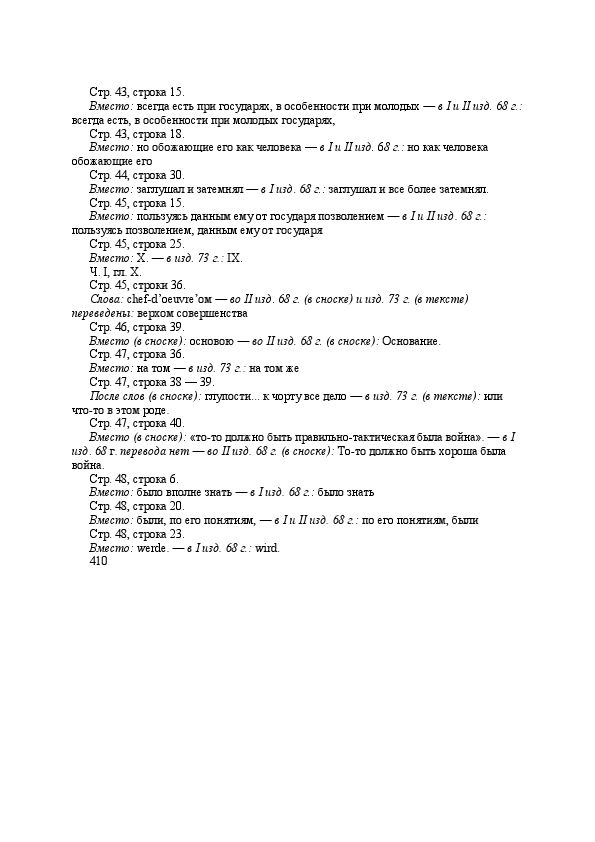 Стр. 43, строка 15.
Вместо: всегда есть при государях, в особенности при молодых — в I и II изд. 68 г.:
всегда есть, в особенности при молодых государях,
Стр. 43, строка 18.
Вместо: но обожающие его как человека — в I и II изд. 68 г.: но как человека
обожающие его
Стр. 44, строка 30.
Вместо: заглушал и затемнял — в I изд. 68 г.: заглушал и все более затемнял.
Стр. 45, строка 15.
Вместо: пользуясь данным ему от государя позволением — в I и II изд. 68 г.:
пользуясь позволением, данным ему от государя
Стр. 45, строка 25.
Вместо: X. — в изд. 73 г.: IX.
Ч. I, гл. X.
Стр. 45, строки 36.
Слова: chef-d’oeuvre’ом — во II изд. 68 г. (в сноске) и изд. 73 г. (в тексте)
переведены: верхом совершенства
Стр. 46, строка 39.
Вместо (в сноске): основою — во II изд. 68 г. (в сноске): Основание.
Стр. 47, строка 36.
Вместо: на том — в изд. 73 г.: на том же
Стр. 47, строка 38 — 39.
После слов (в сноске): глупости... к чорту все дело — в изд. 73 г. (в тексте): или
что-то в этом роде.
Стр. 47, строка 40.
Вместо (в сноске): «то-то должно быть правильно-тактическая была война». — в I
изд. 68 г. перевода нет — во II изд. 68 г. (в сноске): То-то должно быть хороша была
война.
Стр. 48, строка 6.
Вместо: было вполне знать — в I изд. 68 г.: было знать
Стр. 48, строка 20.
Вместо: были, по его понятиям, — в I и II изд. 68 г.: по его понятиям, были
Стр. 48, строка 23.
Вместо: werde. — в I изд. 68 г.: wird.
410